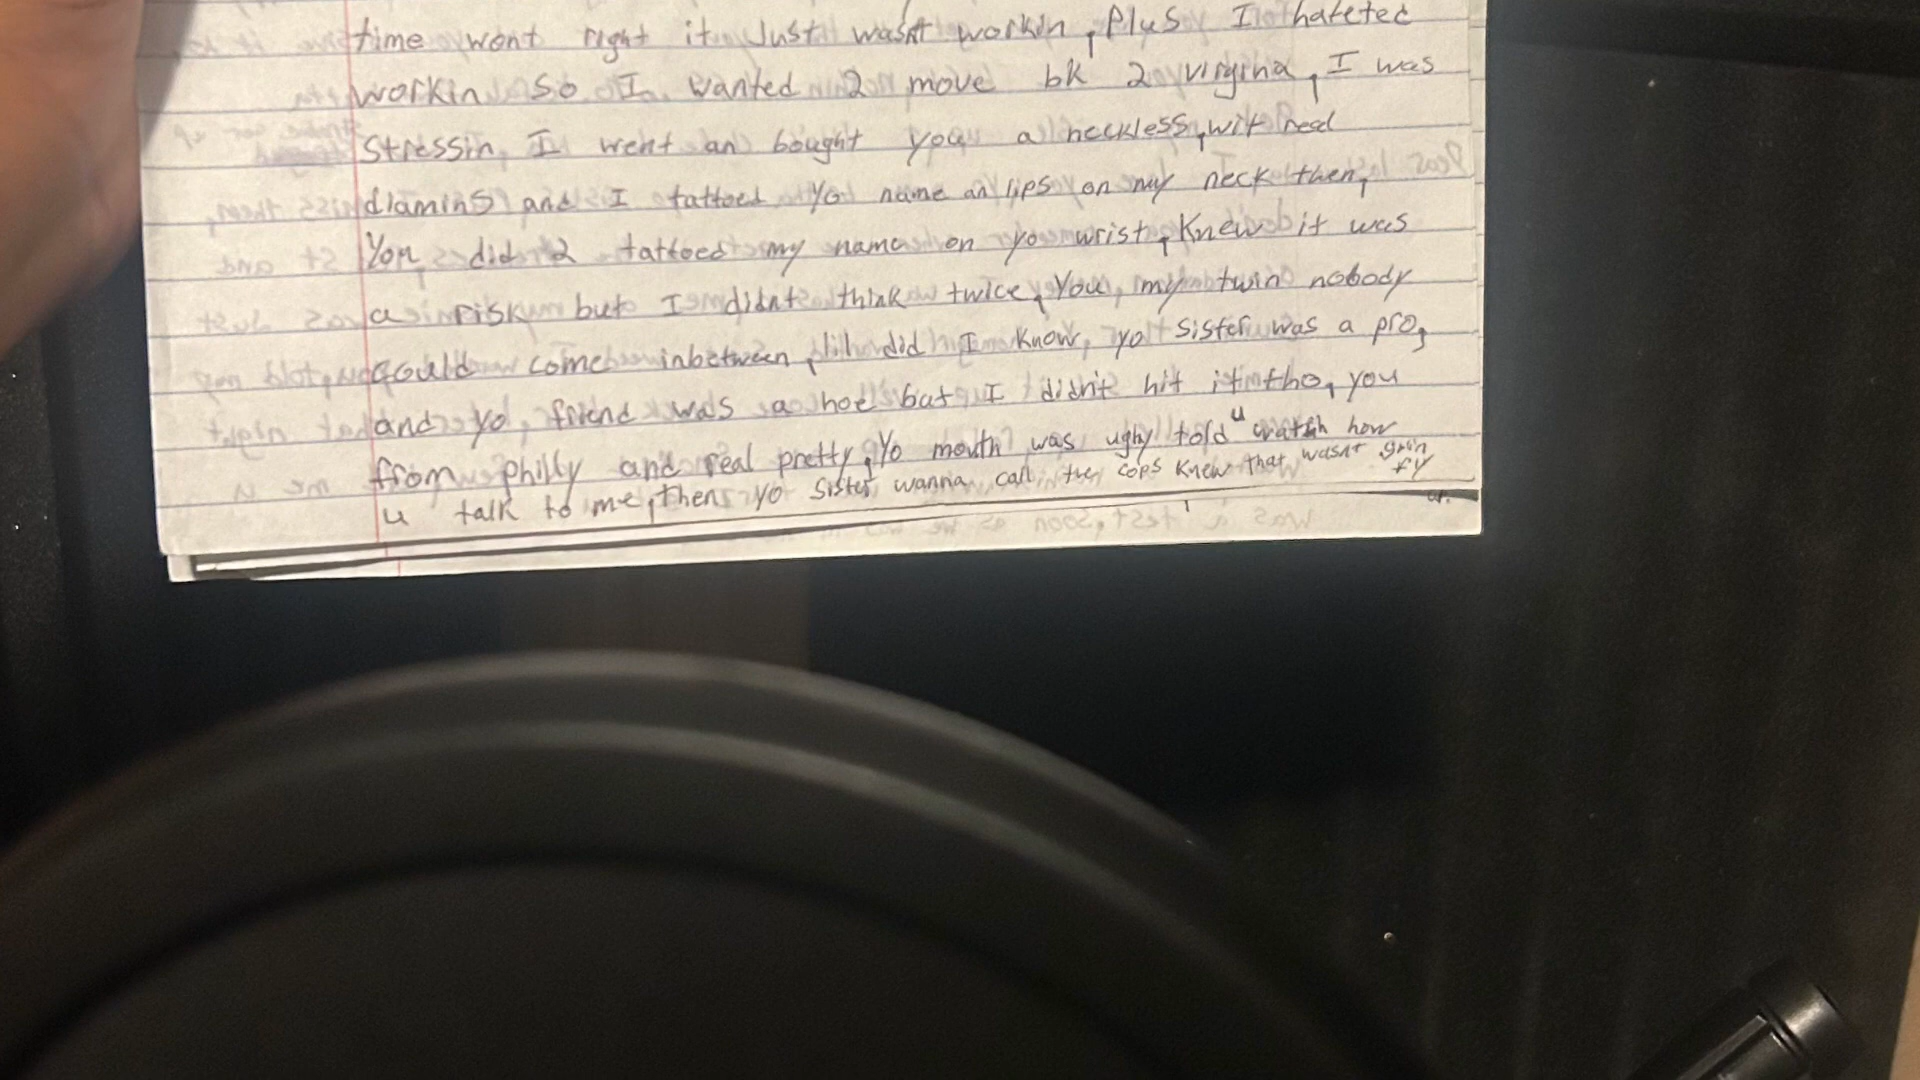 time wont right it Just wasnt workin, Plus I hateted
workin so I wanted 2 move bk 2 virgina, I was
Stressin, I went an bought you a neckless, wit real
diamins and I tattoed yo name an lips on my neck then,
You, did 2 tattoed my name on yo wrist, Knew it was
a risk but I didnt think twice, You, my twin nobody
could come inbetween, lil did I know, yo sister was a pro,
and yo, friend was a hoe but I didn't hit it tho, you
from philly and real pretty, Yo mouth was ugly told u watch how
u talk to me, then yo sister wanna call the cops knew that wasnt goin
fly